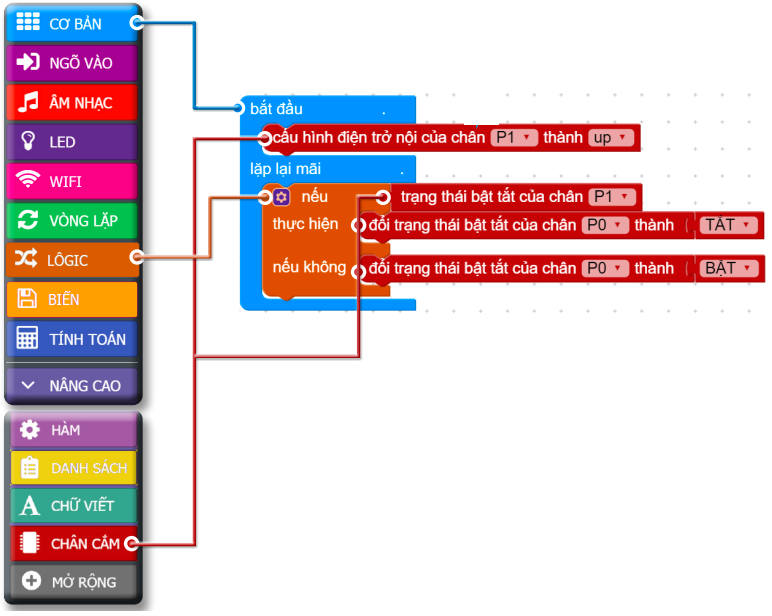 CƠ BẢN
NGÕ VÀO
ÂM NHẠC
LED
WIFI
VÒNG LẶP
LÔGIC
BIẾN
TÍNH TOÁN
NÂNG CAO
HÀM
DANH SÁCH
CHỮ VIẾT
CHÂN CẮM
MỞ RỘNG
bắt đầu
cấu hình điện trở nội của chân P1 thành up
lặp lại mãi
nếu trạng thái bật tắt của chân P1
thực hiện đổi trạng thái bật tắt của chân P0 thành TẮT
nếu không đổi trạng thái bật tắt của chân P0 thành BẬT